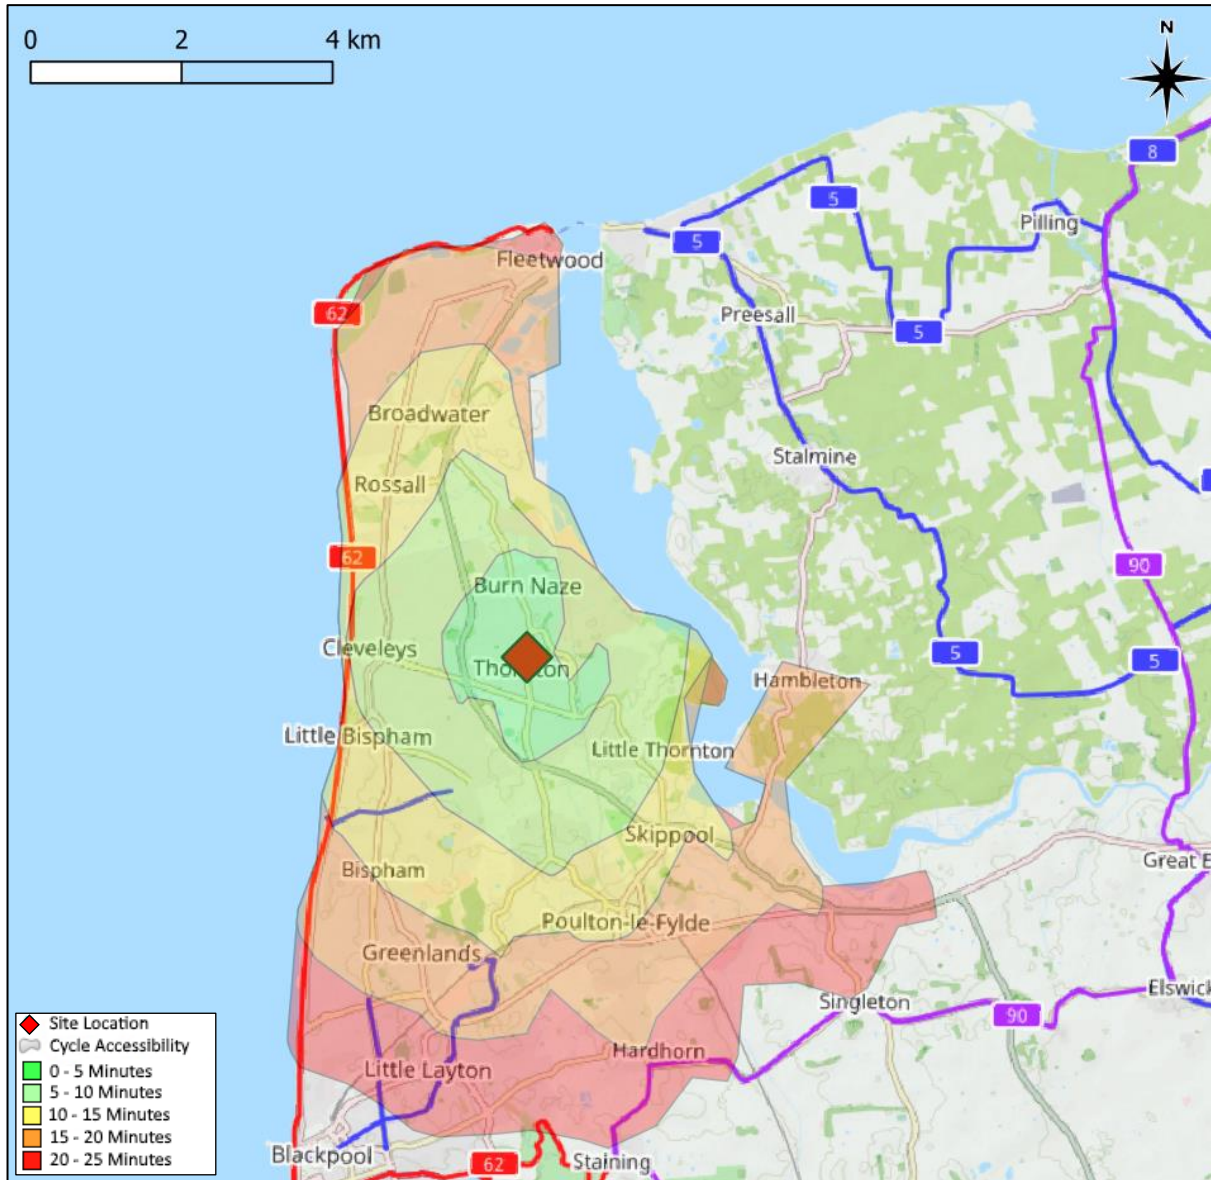 0 2 4 km
N
8
5
Pilling
5
Fleetwood
62
Preesall
5
Broadwater
Stalmine
Rossall
62
90
Burn Naze
Cleveleys
5
5
Thornton
Hambleton
Little Bispham
Little Thornton
Skippool
Great E
Bispham
Poulton-le-Fylde
Greenlands
Elswick
Singleton
90
Site Location
Cycle Accessibility
0 - 5 Minutes
5 - 10 Minutes
10 - 15 Minutes
15 - 20 Minutes
20 - 25 Minutes
Hardhorn
Little Layton
Blackpool
62
Staining